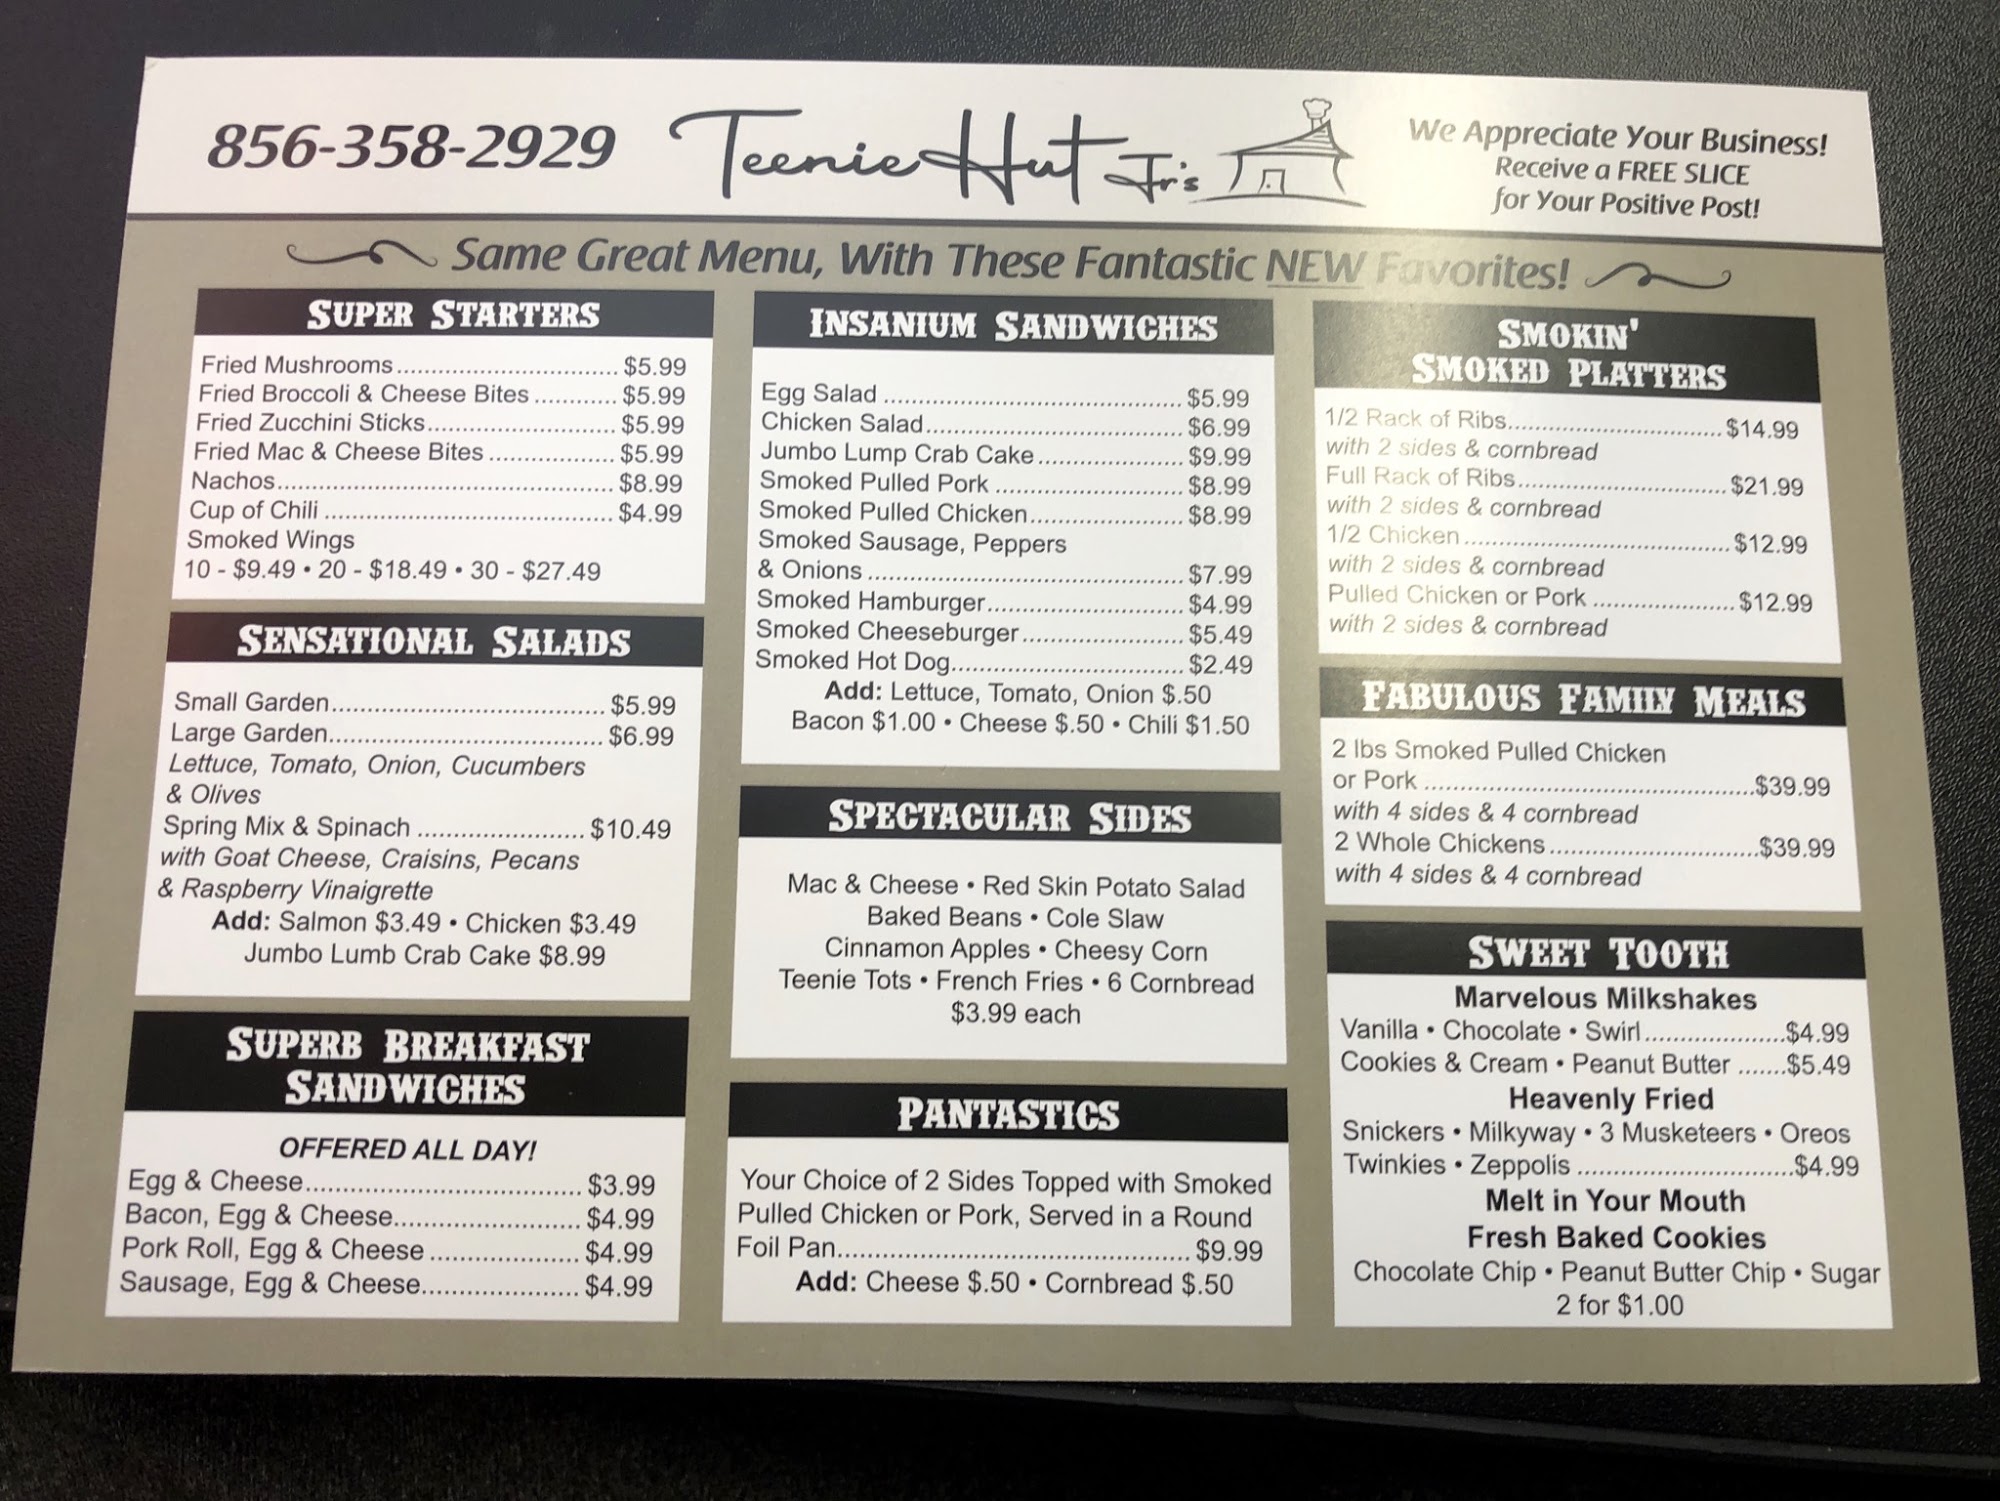 856-358-2929
Teenie Hut Jr's
We Appreciate Your Business!
Receive a FREE SLICE
for Your Positive Post!
Same Great Menu, With These Fantastic NEW Favorites!
SUPER STARTERS
Fried Mushrooms.............................. $5.99
Fried Broccoli & Cheese Bites ........... $5.99
Fried Zucchini Sticks.......................... $5.99
Fried Mac & Cheese Bites ................. $5.99
Nachos.............................................. $8.99
Cup of Chili ....................................... $4.99
Smoked Wings
10 - $9.49 • 20 - $18.49 • 30 - $27.49
SENSATIONAL SALADS
Small Garden..................................... $5.99
Large Garden..................................... $6.99
Lettuce, Tomato, Onion, Cucumbers
& Olives
Spring Mix & Spinach ....................... $10.49
with Goat Cheese, Craisins, Pecans
& Raspberry Vinaigrette
Add: Salmon $3.49 • Chicken $3.49
Jumbo Lumb Crab Cake $8.99
SUPERB BREAKFAST
SANDWICHES
OFFERED ALL DAY!
Egg & Cheese..................................... $3.99
Bacon, Egg & Cheese......................... $4.99
Pork Roll, Egg & Cheese .................... $4.99
Sausage, Egg & Cheese..................... $4.99
INSANIUM SANDWICHES
Egg Salad ......................................... $5.99
Chicken Salad................................... $6.99
Jumbo Lump Crab Cake.................... $9.99
Smoked Pulled Pork ......................... $8.99
Smoked Pulled Chicken..................... $8.99
Smoked Sausage, Peppers
& Onions ........................................... $7.99
Smoked Hamburger........................... $4.99
Smoked Cheeseburger...................... $5.49
Smoked Hot Dog................................ $2.49
Add: Lettuce, Tomato, Onion $.50
Bacon $1.00 • Cheese $.50 • Chili $1.50
SPECTACULAR SIDES
Mac & Cheese • Red Skin Potato Salad
Baked Beans • Cole Slaw
Cinnamon Apples • Cheesy Corn
Teenie Tots • French Fries • 6 Cornbread
$3.99 each
PANTASTICS
Your Choice of 2 Sides Topped with Smoked
Pulled Chicken or Pork, Served in a Round
Foil Pan............................................... $9.99
Add: Cheese $.50 • Cornbread $.50
SMOKIN'
SMOKED PLATTERS
1/2 Rack of Ribs............................. $14.99
with 2 sides & cornbread
Full Rack of Ribs............................ $21.99
with 2 sides & cornbread
1/2 Chicken .................................... $12.99
with 2 sides & cornbread
Pulled Chicken or Pork .................... $12.99
with 2 sides & cornbread
FABULOUS FAMILY MEALS
2 lbs Smoked Pulled Chicken
or Pork ............................................$39.99
with 4 sides & 4 cornbread
2 Whole Chickens............................$39.99
with 4 sides & 4 cornbread
SWEET TOOTH
Marvelous Milkshakes
Vanilla • Chocolate • Swirl....................$4.99
Cookies & Cream • Peanut Butter .......$5.49
Heavenly Fried
Snickers • Milkyway • 3 Musketeers • Oreos
Twinkies • Zeppolis .............................$4.99
Melt in Your Mouth
Fresh Baked Cookies
Chocolate Chip • Peanut Butter Chip • Sugar
2 for $1.00